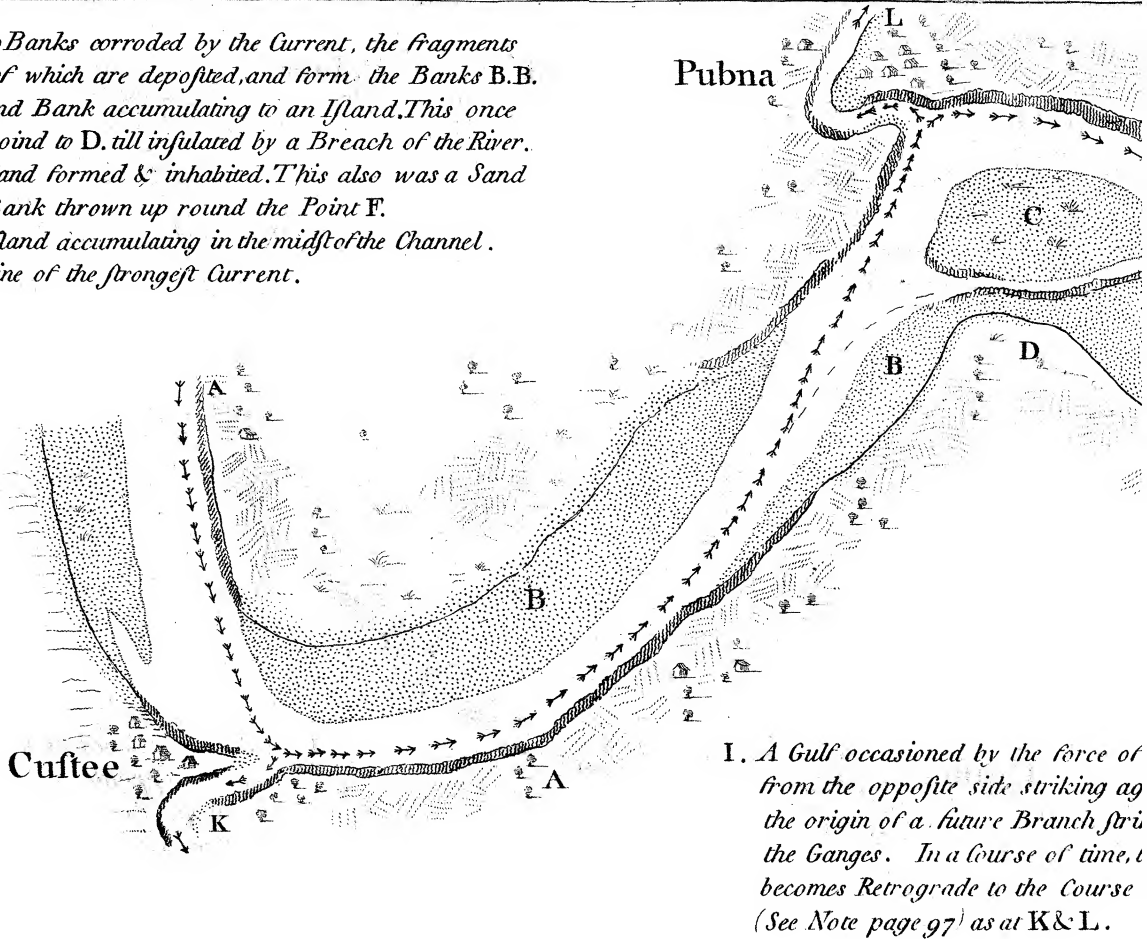 Banks corroded by the Current, the fragments
of which are deposited, and form the Banks B.B.
nd Bank accumulating to an Island. This once
oind to D. till insulated by a Breach of the River.
and formed & inhabited. This also was a Sand
Bank thrown up round the Point F.
sland accumulating in the midst of the Channel.
ine of the strongest Current.
L
Pubna
C
D
B
A
B
Custee
A
K
I. A Gulf occasioned by the force of
from the opposite side striking ag
the origin of a future Branch stri
the Ganges. In a Course of time, t
becomes Retrograde to the Course
(See Note page 97) as at K & L.